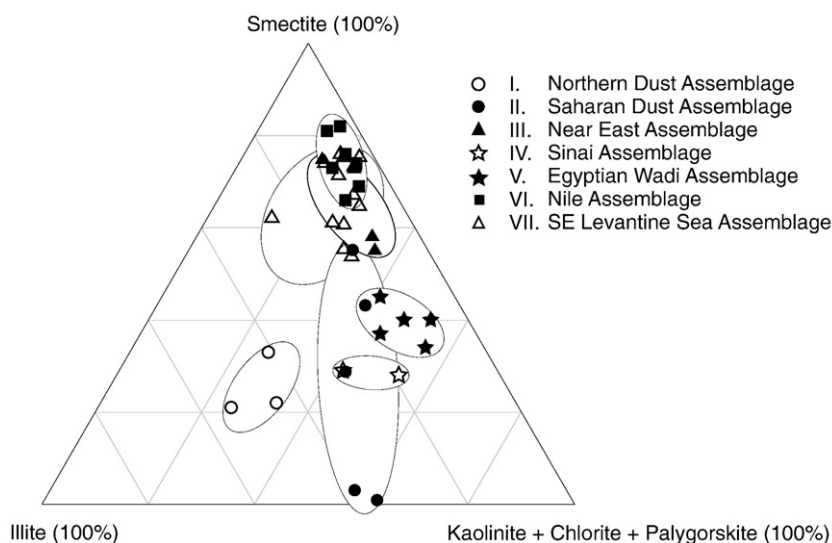 Smectite (100%)
I. Northern Dust Assemblage
II. Saharan Dust Assemblage
III. Near East Assemblage
IV. Sinai Assemblage
V. Egyptian Wadi Assemblage
VI. Nile Assemblage
VII. SE Levantine Sea Assemblage
Illite (100%)
Kaolinite + Chlorite + Palygorskite (100%)